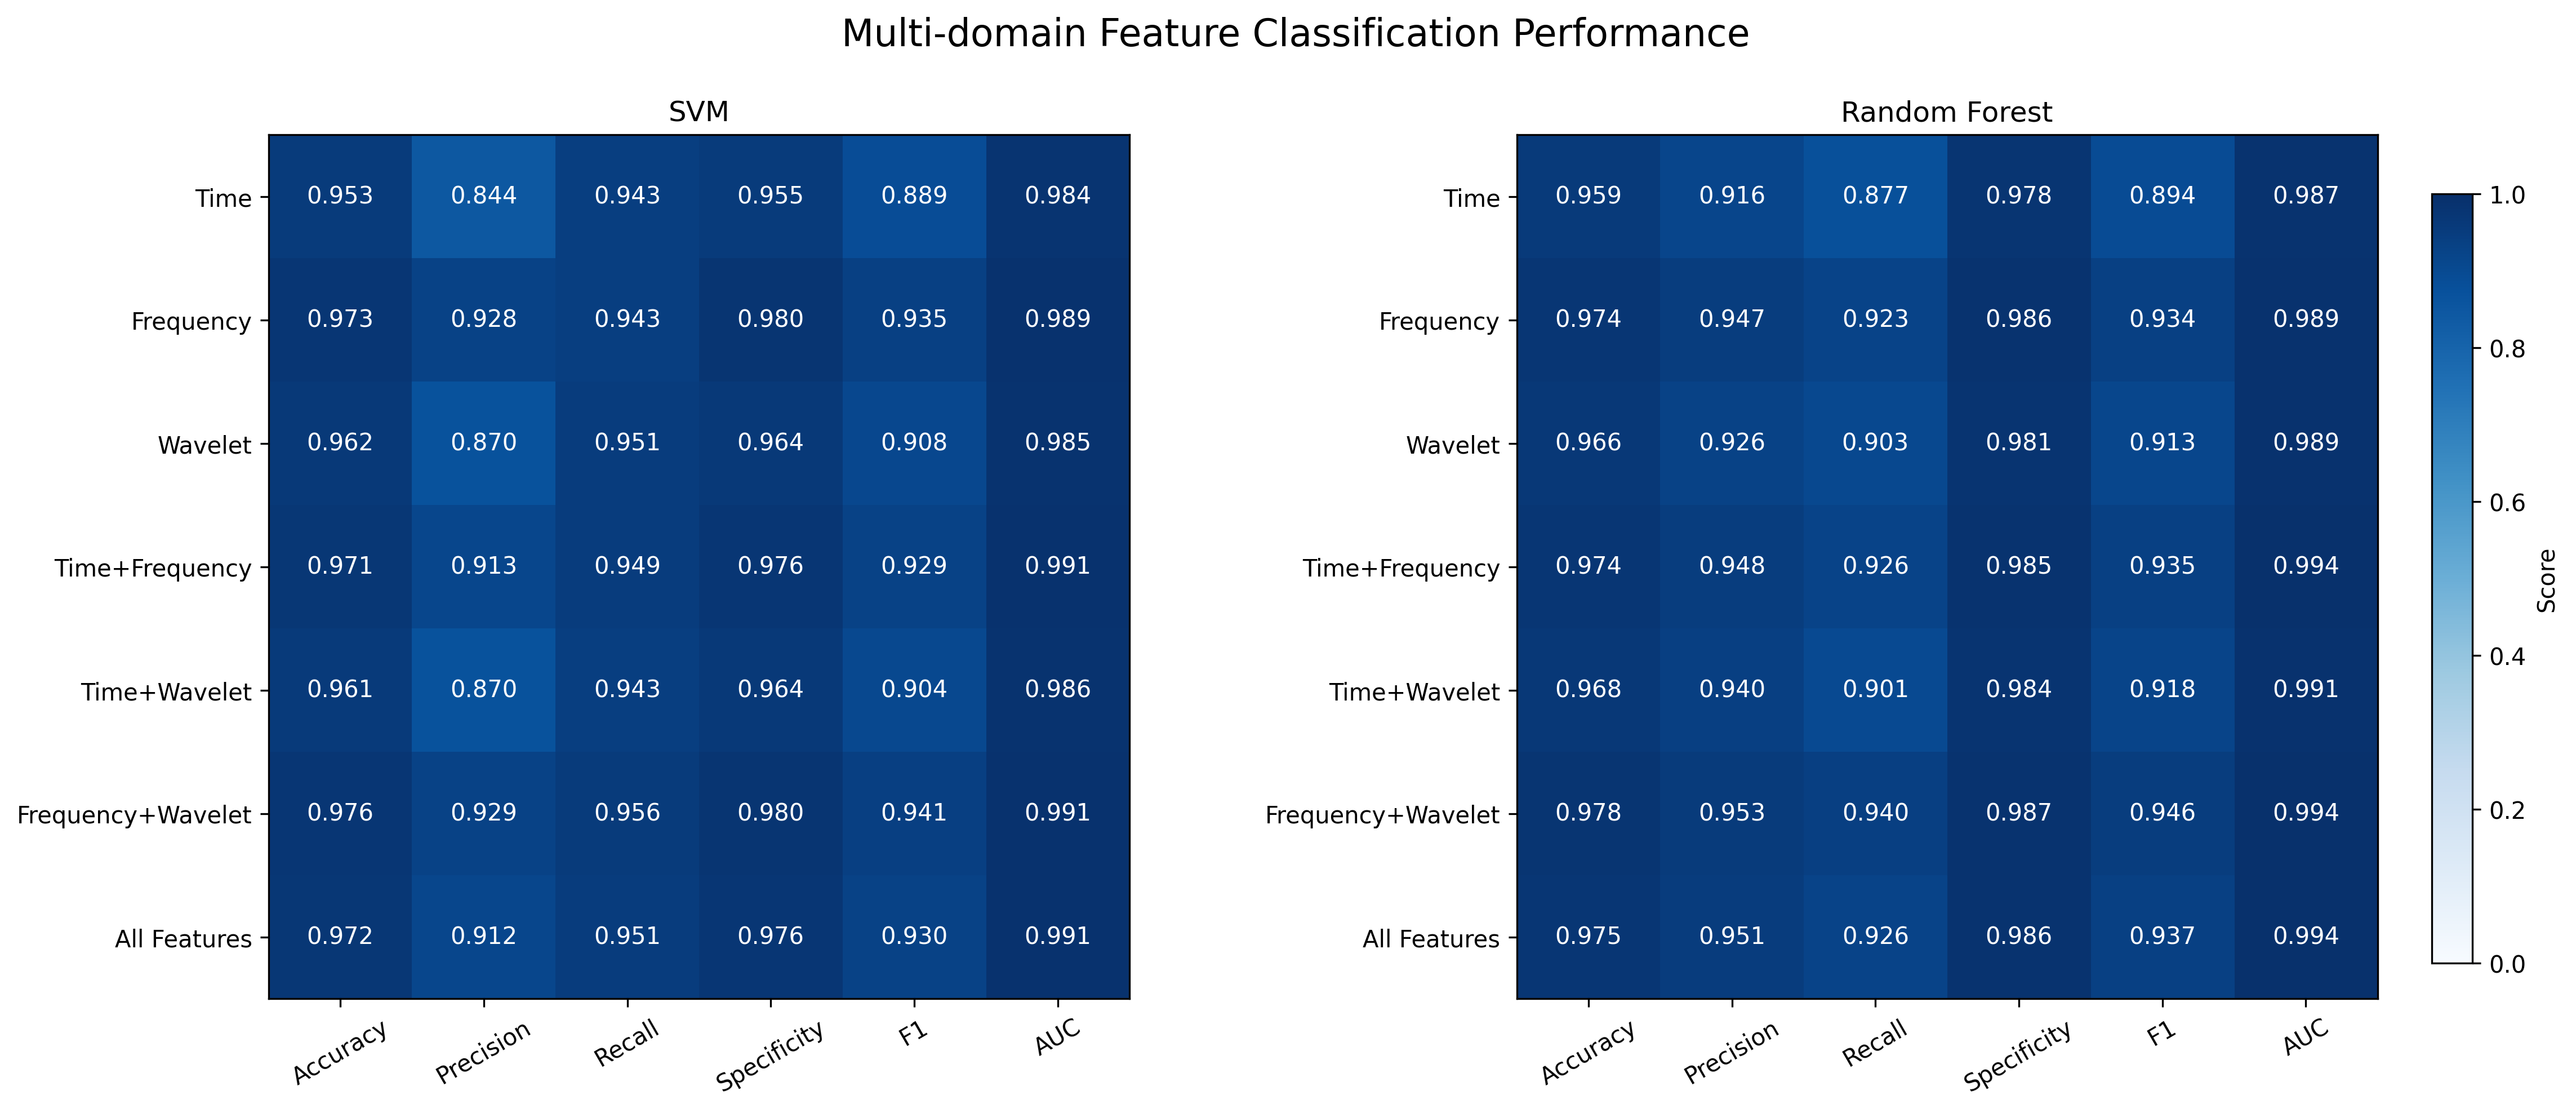 Multi-domain Feature Classification Performance
SVM
Time 0.953 0.844 0.943 0.955 0.889 0.984
Frequency 0.973 0.928 0.943 0.980 0.935 0.989
Wavelet 0.962 0.870 0.951 0.964 0.908 0.985
Time+Frequency 0.971 0.913 0.949 0.976 0.929 0.991
Time+Wavelet 0.961 0.870 0.943 0.964 0.904 0.986
Frequency+Wavelet 0.976 0.929 0.956 0.980 0.941 0.991
All Features 0.972 0.912 0.951 0.976 0.930 0.991
Accuracy Precision Recall Specificity F1 AUC
Random Forest
Time 0.959 0.916 0.877 0.978 0.894 0.987
Frequency 0.974 0.947 0.923 0.986 0.934 0.989
Wavelet 0.966 0.926 0.903 0.981 0.913 0.989
Time+Frequency 0.974 0.948 0.926 0.985 0.935 0.994
Time+Wavelet 0.968 0.940 0.901 0.984 0.918 0.991
Frequency+Wavelet 0.978 0.953 0.940 0.987 0.946 0.994
All Features 0.975 0.951 0.926 0.986 0.937 0.994
Accuracy Precision Recall Specificity F1 AUC
1.0
0.8
0.6
0.4
0.2
0.0
Score